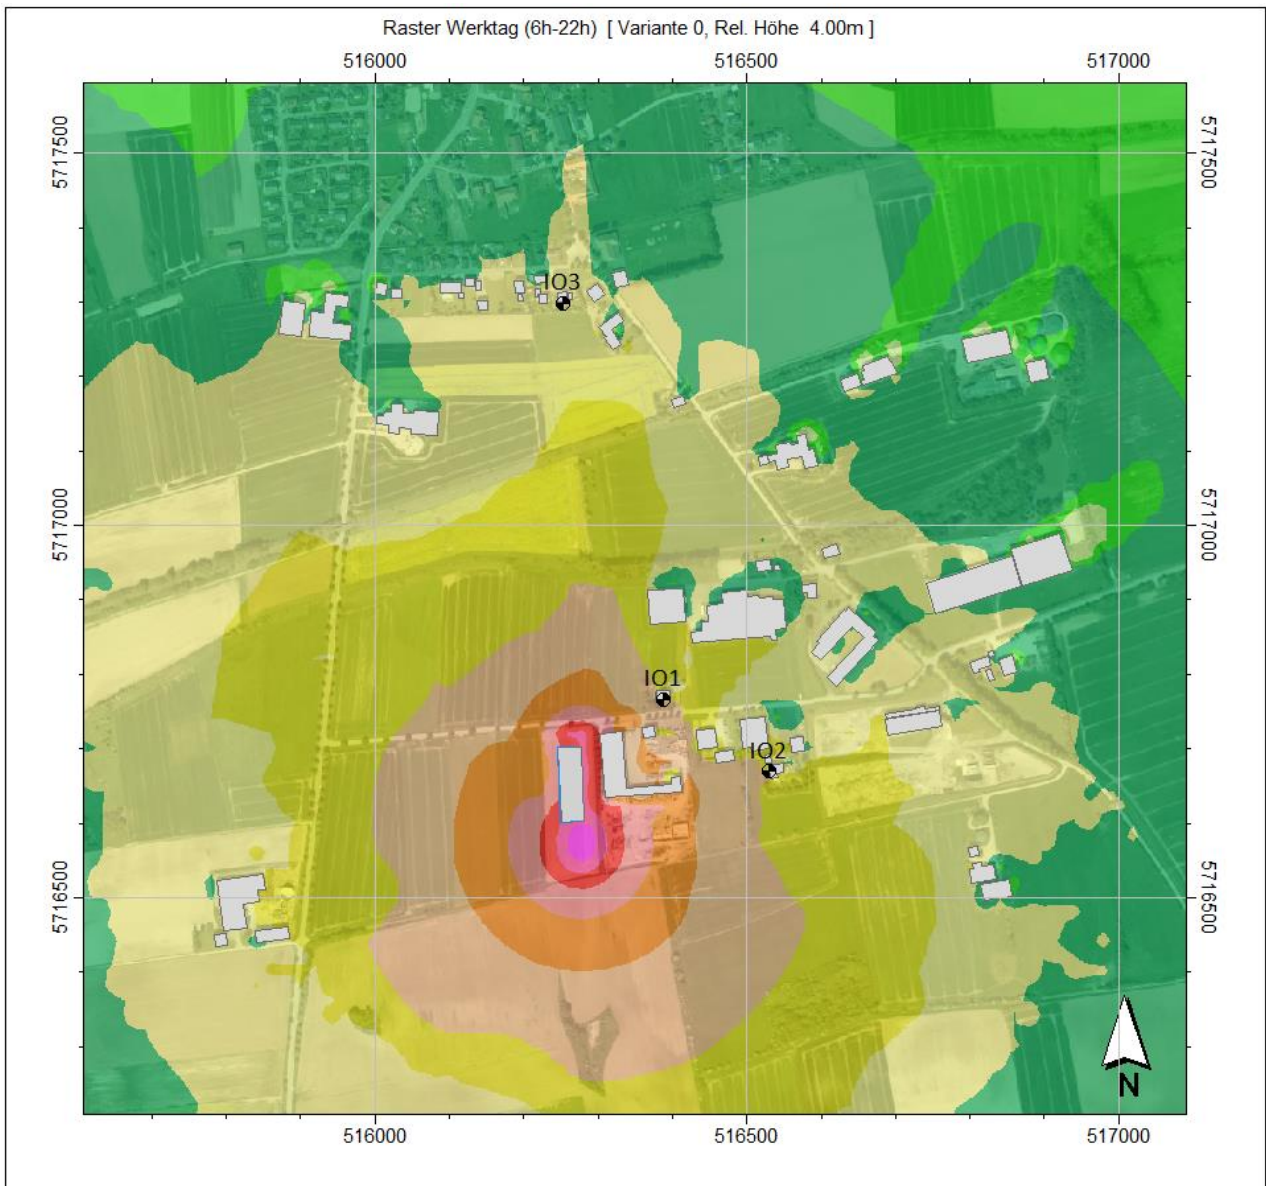 Raster Werktag (6h-22h) [ Variante 0, Rel. Höhe 4.00m ]
516000 516500 517000
5717500 5717500
IO3
5717000 5717000
IO1
IO2
5716500 5716500
N
516000 516500 517000